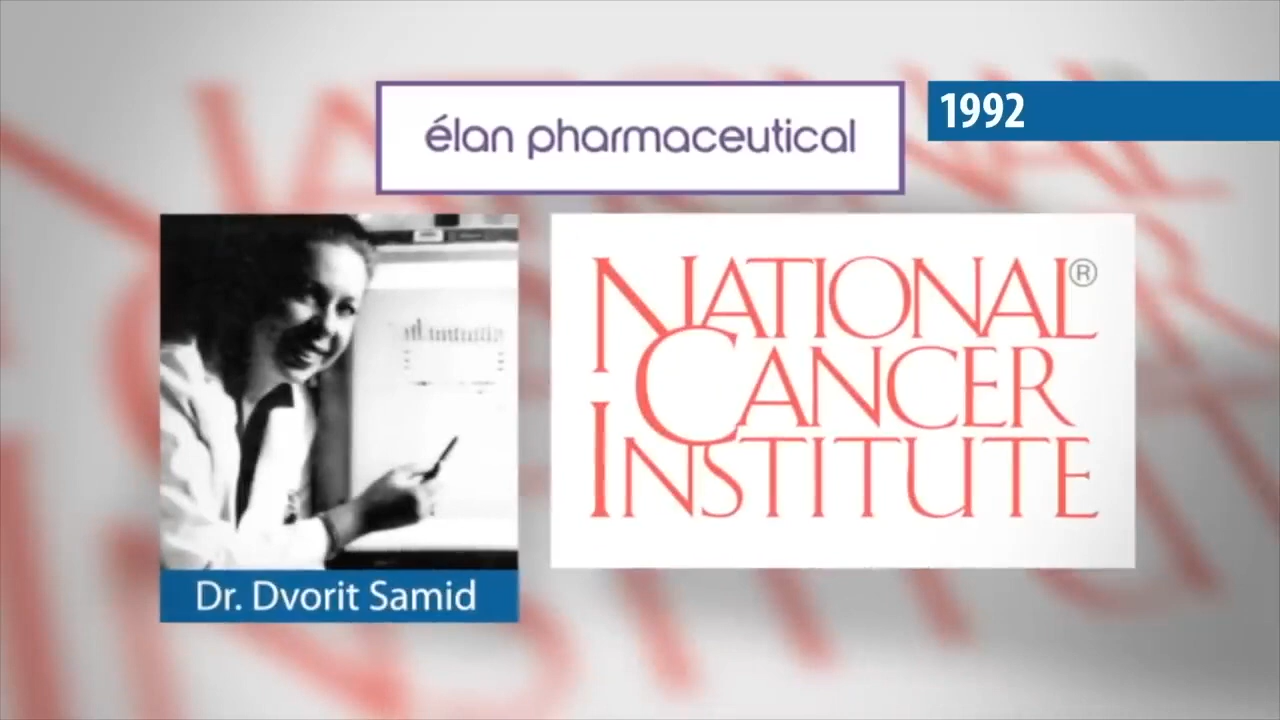 élan pharmaceutical
1992
NATIONAL®
CANCER
INSTITUTE
Dr. Dvorit Samid